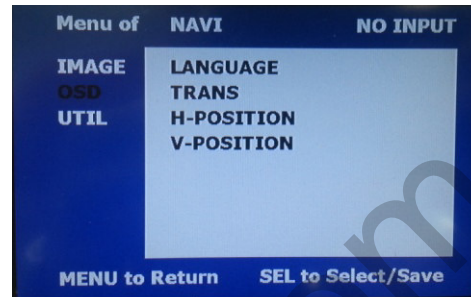 Menu of NAVI NO INPUT
IMAGE LANGUAGE
OSD TRANS
UTIL H-POSITION
V-POSITION
MENU to Return SEL to Select/Save